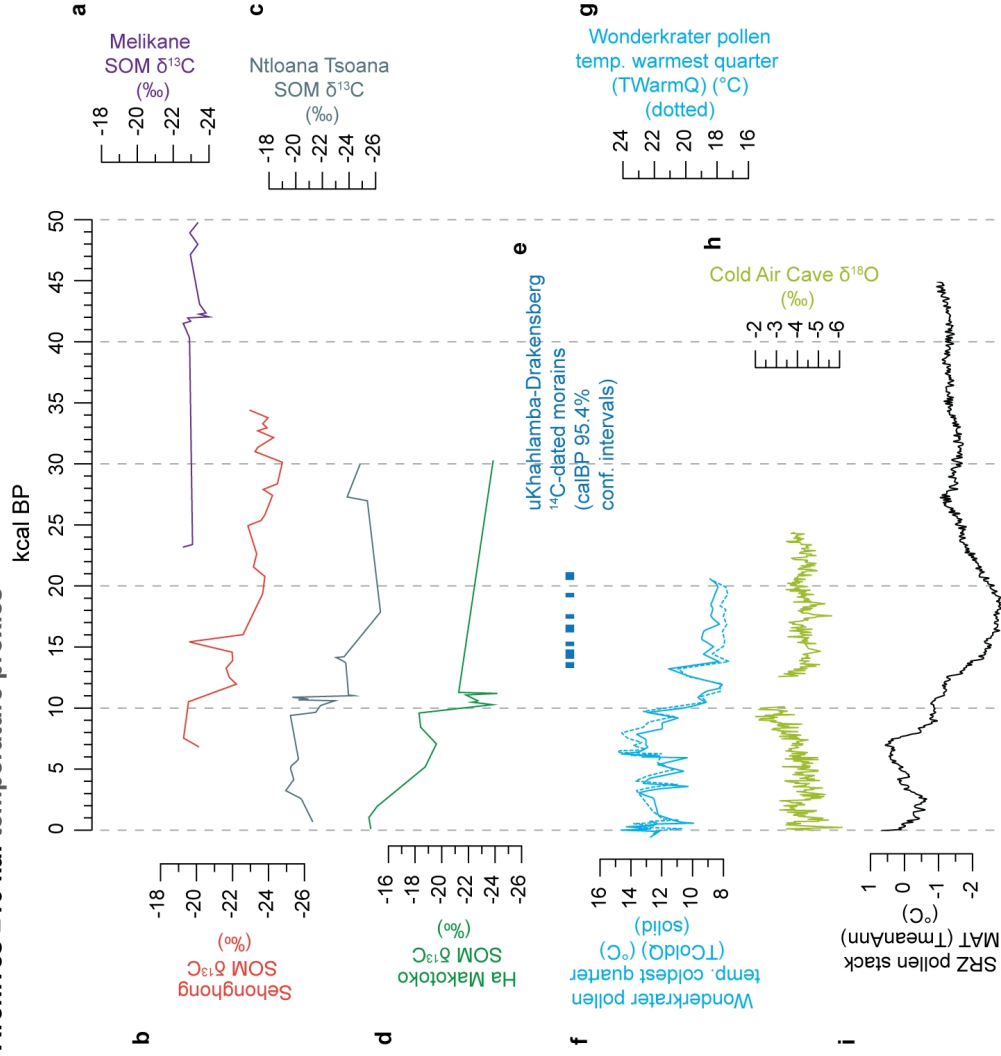 a
Melikane
SOM δ¹³C
(‰)
-18
-20
-22
-24
c
Ntloana Tsoana
SOM δ¹³C
(‰)
-18
-20
-22
-24
-26
g
Wonderkrater pollen
temp. warmest quarter
(TWarmQ) (°C)
(dotted)
24
22
20
18
16
kcal BP
0
5
10
15
20
25
30
35
40
45
50
e
uKhahlamba-Drakensberg
¹⁴C-dated morains
(calBP 95.4%
conf. intervals)
h
Cold Air Cave δ¹⁸O
(‰)
-2
-3
-4
-5
-6
b
Sehonghong
SOM δ¹³C
(‰)
-18
-20
-22
-24
-26
d
Ha Makotoko
SOM δ¹³C
(‰)
-16
-18
-20
-22
-24
-26
f
Wonderkrater pollen
temp. coldest quarter
(TColdQ) (°C)
(solid)
16
14
12
10
8
i
SRZ pollen stack
MAT (TmeanAnn)
(°C)
1
0
-1
-2